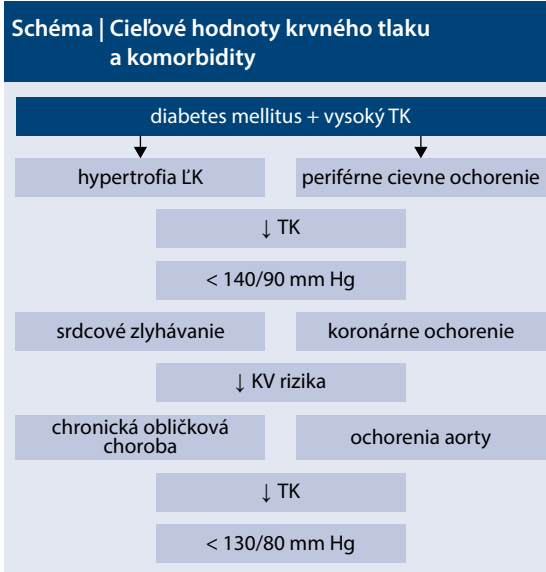 Schéma | Cieľové hodnoty krvného tlaku
a komorbidity
diabetes mellitus + vysoký TK
hypertrofia ĽK
periférne cievne ochorenie
↓ TK
< 140/90 mm Hg
srdcové zlyhávanie
koronárne ochorenie
↓ KV rizika
chronická obličková
choroba
ochorenia aorty
↓ TK
< 130/80 mm Hg